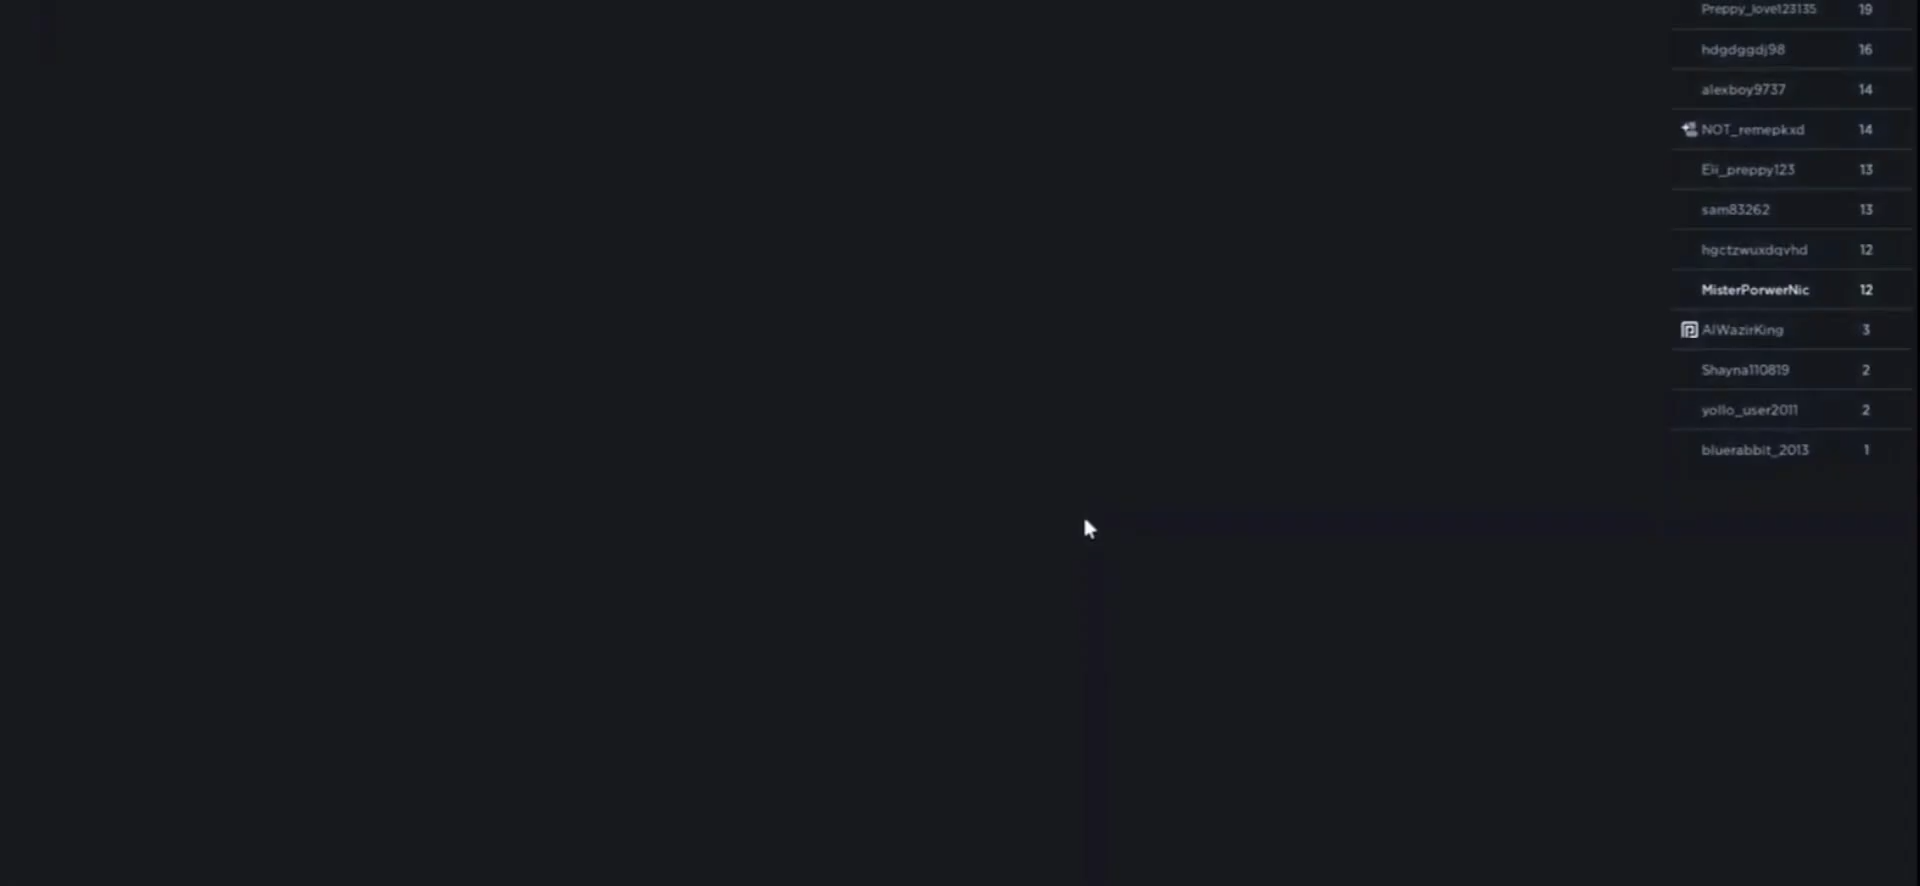 Preppy_love123135 19
hdgdggdj98 16
alexboy9737 14
NOT_remepkxd 14
Eli_preppy123 13
sam83262 13
hgctzwuxdqvhd 12
MisterPorwerNic 12
AlWazirKing 3
Shayna110819 2
yollo_user2011 2
bluerabbit_2013 1